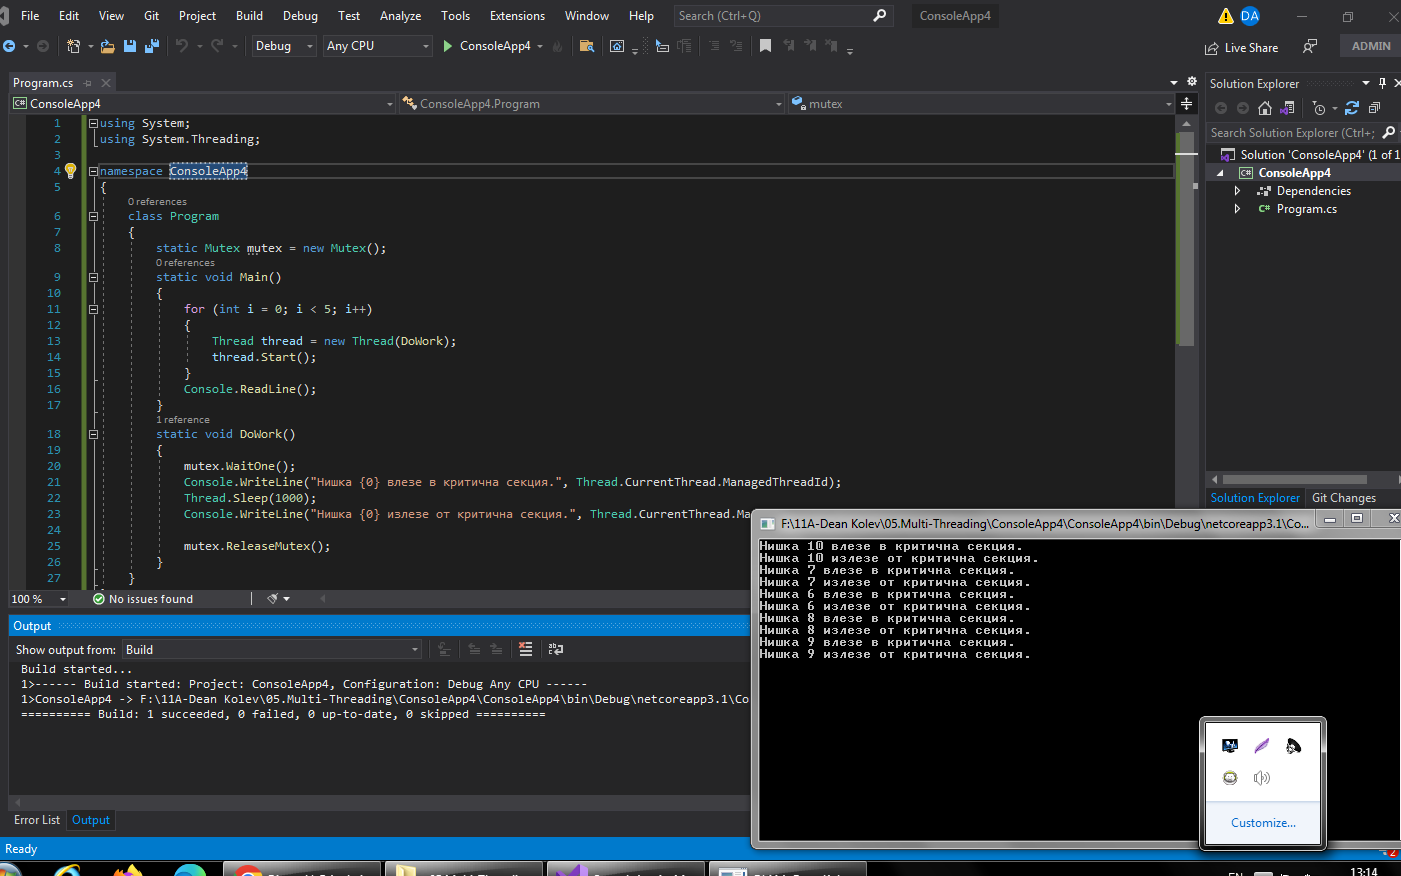 File Edit View Git Project Build Debug Test Analyze Tools Extensions Window Help Search (Ctrl+Q) ConsoleApp4 DA
Debug Any CPU ConsoleApp4 Live Share ADMIN
Program.cs
ConsoleApp4 ConsoleApp4.Program mutex
1 using System;
2 using System.Threading;
3
4 namespace ConsoleApp4
5 {
0 references
6 class Program
7 {
8 static Mutex mutex = new Mutex();
0 references
9 static void Main()
10 {
11 for (int i = 0; i < 5; i++)
12 {
13 Thread thread = new Thread(DoWork);
14 thread.Start();
15 }
16 Console.ReadLine();
17 }
1 reference
18 static void DoWork()
19 {
20 mutex.WaitOne();
21 Console.WriteLine("Нишка {0} влезе в критична секция.", Thread.CurrentThread.ManagedThreadId);
22 Thread.Sleep(1000);
23 Console.WriteLine("Нишка {0} излезе от критична секция.", Thread.CurrentThread.Ma
24
25 mutex.ReleaseMutex();
26 }
27 }
100 % No issues found
Solution Explorer
Search Solution Explorer (Ctrl+;
Solution 'ConsoleApp4' (1 of 1
ConsoleApp4
Dependencies
C# Program.cs
Solution Explorer Git Changes
Output
Show output from: Build
Build started...
1>------ Build started: Project: ConsoleApp4, Configuration: Debug Any CPU ------
1>ConsoleApp4 -> F:\11A-Dean Kolev\05.Multi-Threading\ConsoleApp4\ConsoleApp4\bin\Debug\netcoreapp3.1\Co
========== Build: 1 succeeded, 0 failed, 0 up-to-date, 0 skipped ==========
Error List Output
Ready
F:\11A-Dean Kolev\05.Multi-Threading\ConsoleApp4\ConsoleApp4\bin\Debug\netcoreapp3.1\Co...
Нишка 10 влезе в критична секция.
Нишка 10 излезе от критична секция.
Нишка 7 влезе в критична секция.
Нишка 7 излезе от критична секция.
Нишка 6 влезе в критична секция.
Нишка 6 излезе от критична секция.
Нишка 8 влезе в критична секция.
Нишка 8 излезе от критична секция.
Нишка 9 влезе в критична секция.
Нишка 9 излезе от критична секция.
Customize...
2
EN 13:14